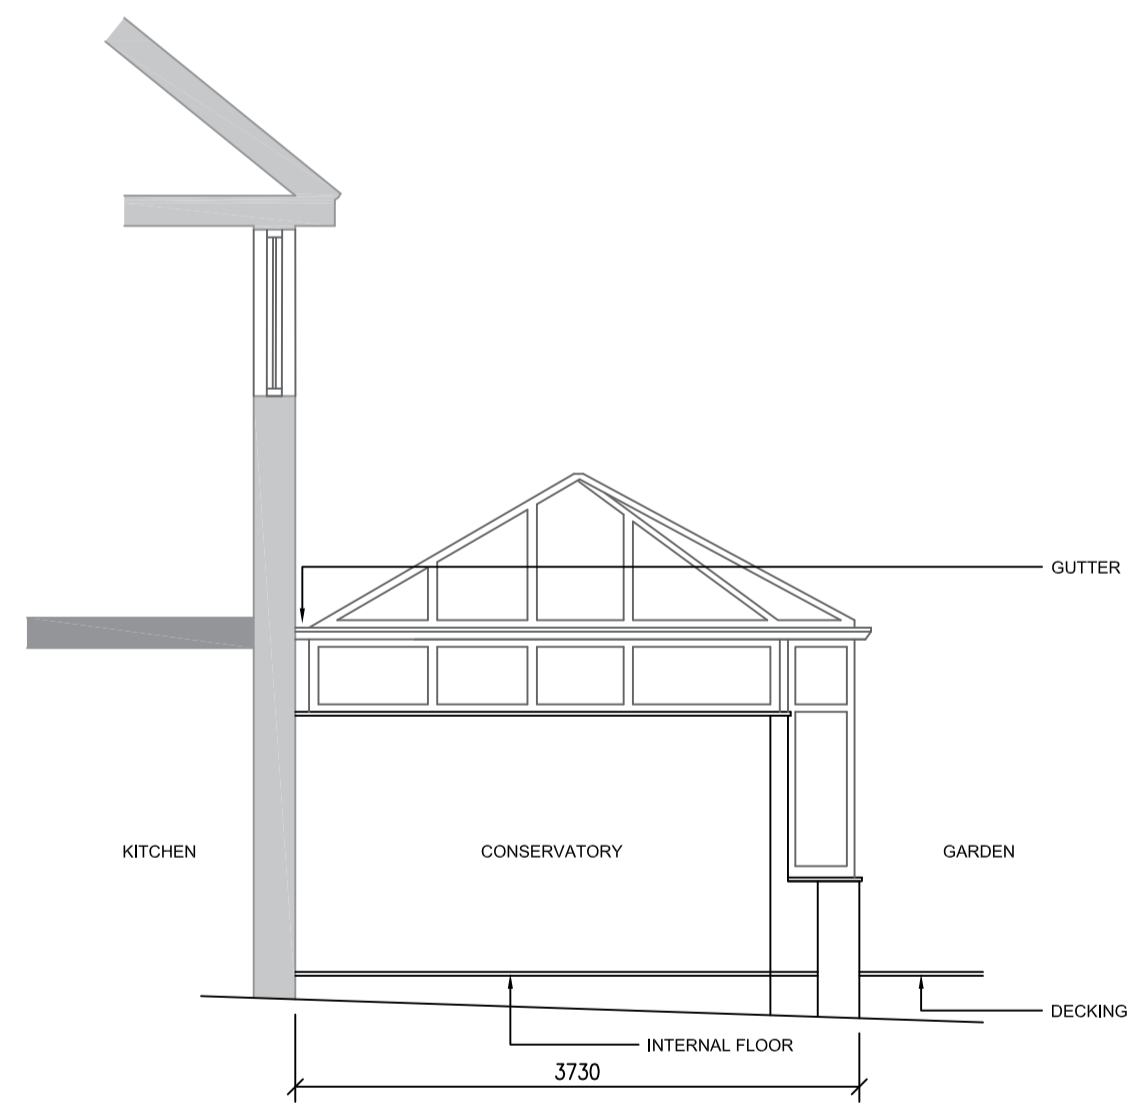 GUTTER
KITCHEN
CONSERVATORY
GARDEN
DECKING
INTERNAL FLOOR
3730